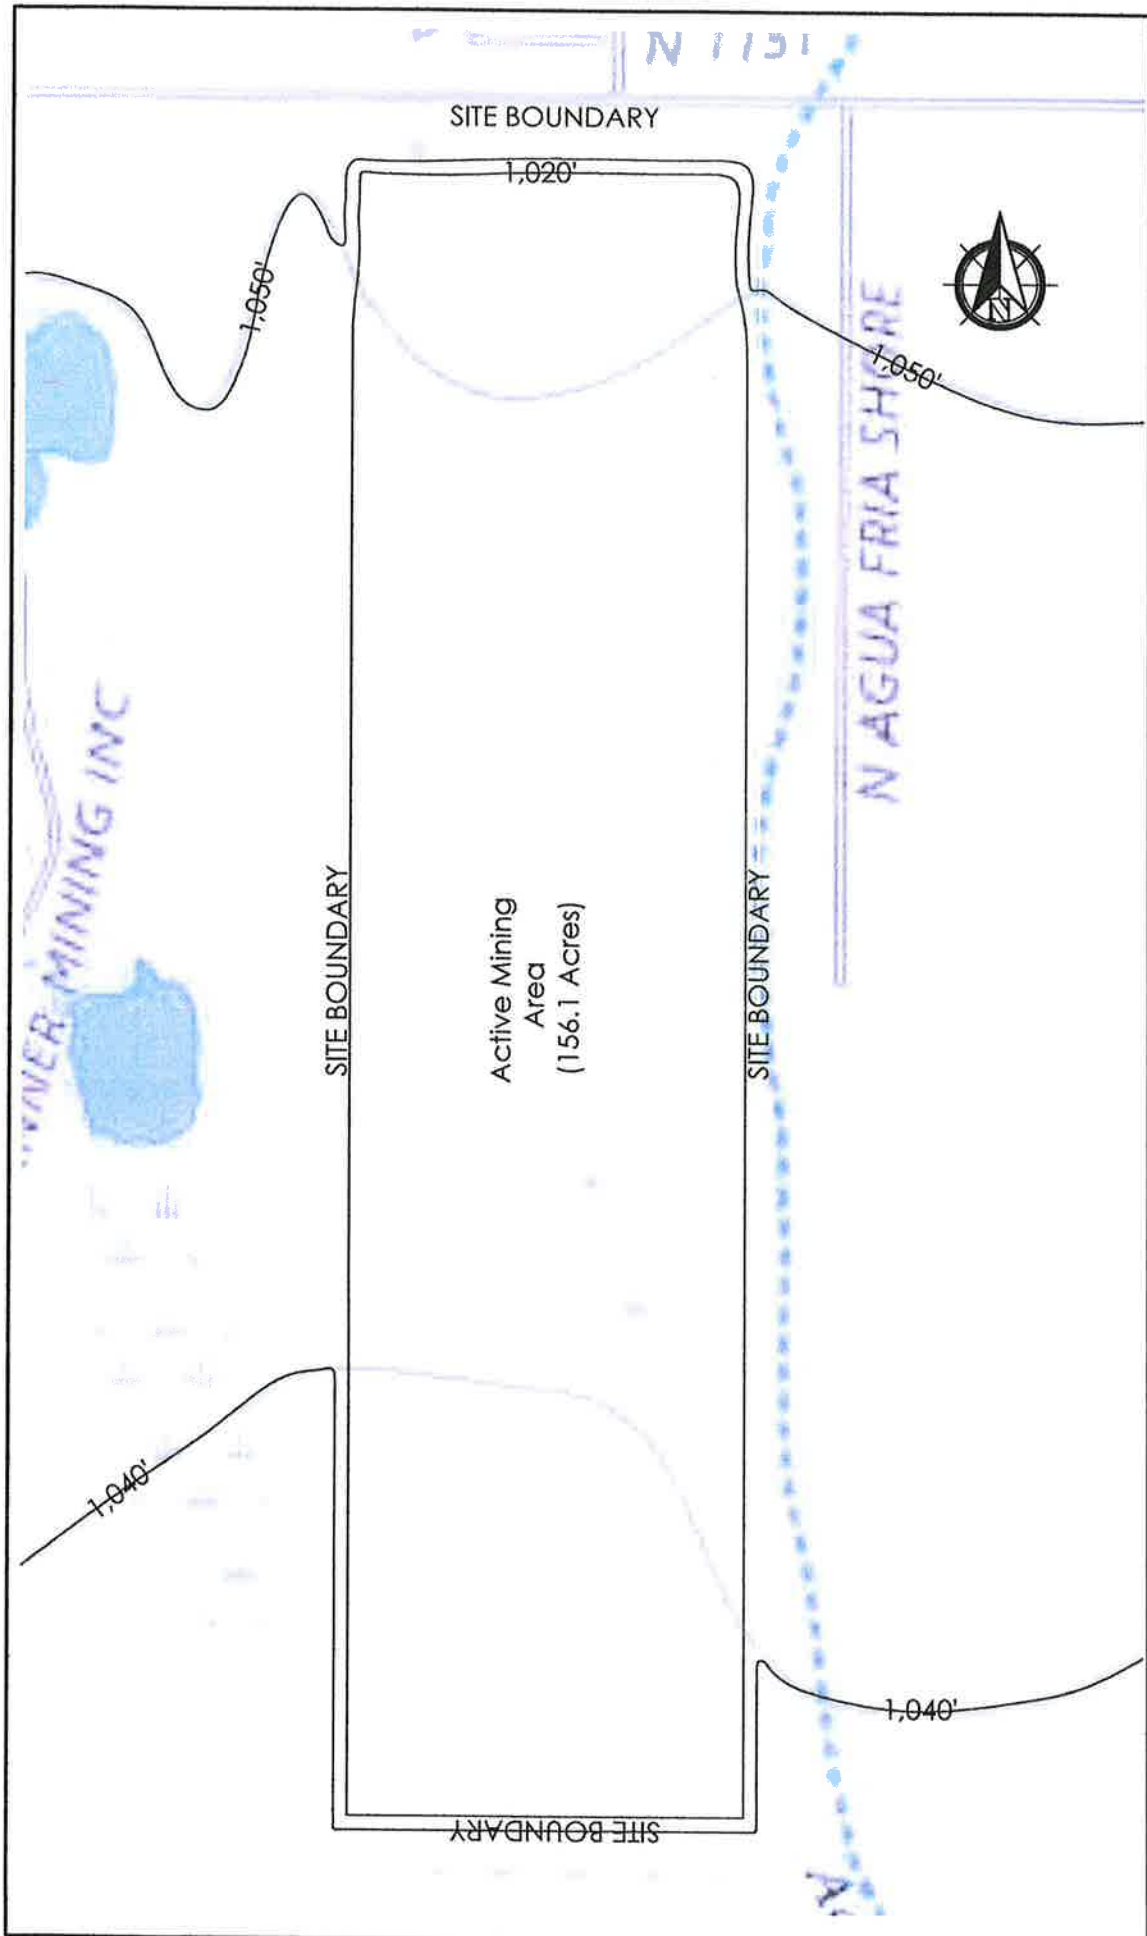 SITE BOUNDARY
1,020'
1,050'
N
1,050'
N AGUA FRIA SHORE
MINING INC
SITE BOUNDARY
Active Mining
Area
(156.1 Acres)
SITE BOUNDARY
1,040'
1,040'
SITE BOUNDARY